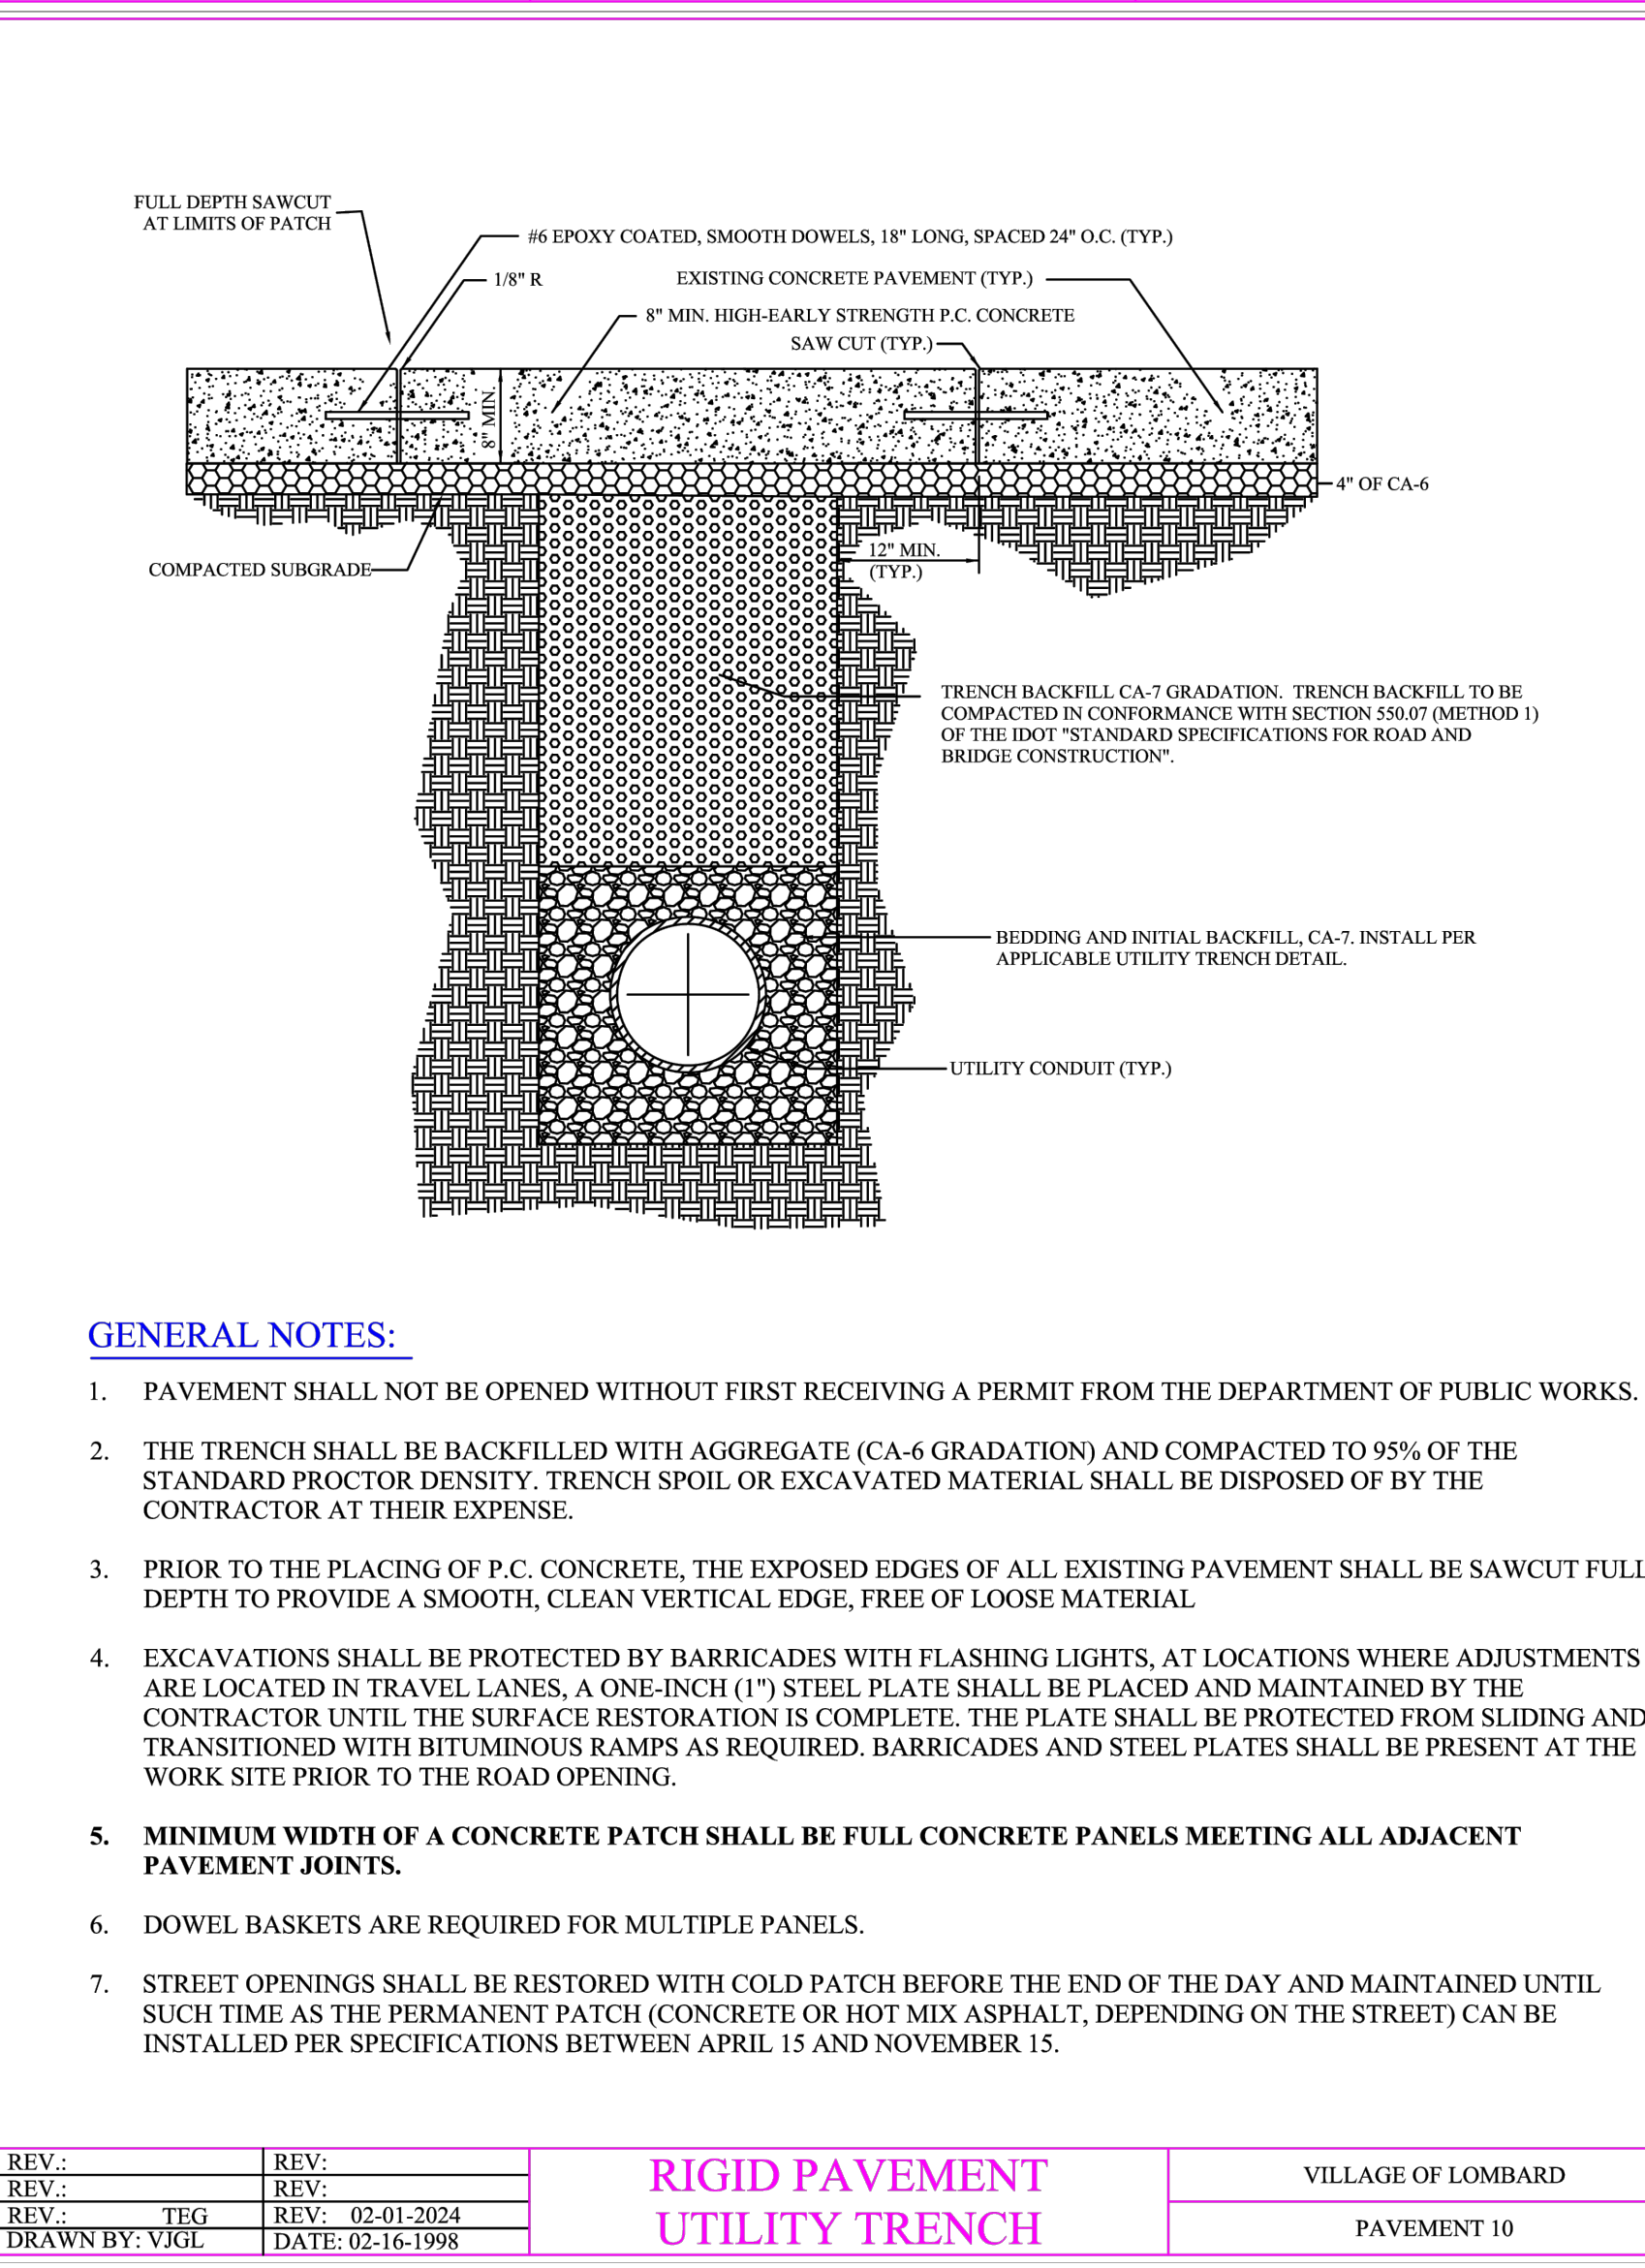 FULL DEPTH SAWCUT
AT LIMITS OF PATCH
#6 EPOXY COATED, SMOOTH DOWELS, 18" LONG, SPACED 24" O.C. (TYP.)
1/8" R
EXISTING CONCRETE PAVEMENT (TYP.)
8" MIN. HIGH-EARLY STRENGTH P.C. CONCRETE
SAW CUT (TYP.)
8" MIN.
4" OF CA-6
12" MIN.
(TYP.)
COMPACTED SUBGRADE
TRENCH BACKFILL CA-7 GRADATION. TRENCH BACKFILL TO BE
COMPACTED IN CONFORMANCE WITH SECTION 550.07 (METHOD 1)
OF THE IDOT "STANDARD SPECIFICATIONS FOR ROAD AND
BRIDGE CONSTRUCTION".
BEDDING AND INITIAL BACKFILL, CA-7. INSTALL PER
APPLICABLE UTILITY TRENCH DETAIL.
UTILITY CONDUIT (TYP.)
GENERAL NOTES:
1. PAVEMENT SHALL NOT BE OPENED WITHOUT FIRST RECEIVING A PERMIT FROM THE DEPARTMENT OF PUBLIC WORKS.
2. THE TRENCH SHALL BE BACKFILLED WITH AGGREGATE (CA-6 GRADATION) AND COMPACTED TO 95% OF THE
STANDARD PROCTOR DENSITY. TRENCH SPOIL OR EXCAVATED MATERIAL SHALL BE DISPOSED OF BY THE
CONTRACTOR AT THEIR EXPENSE.
3. PRIOR TO THE PLACING OF P.C. CONCRETE, THE EXPOSED EDGES OF ALL EXISTING PAVEMENT SHALL BE SAWCUT FULL
DEPTH TO PROVIDE A SMOOTH, CLEAN VERTICAL EDGE, FREE OF LOOSE MATERIAL
4. EXCAVATIONS SHALL BE PROTECTED BY BARRICADES WITH FLASHING LIGHTS, AT LOCATIONS WHERE ADJUSTMENTS
ARE LOCATED IN TRAVEL LANES, A ONE-INCH (1") STEEL PLATE SHALL BE PLACED AND MAINTAINED BY THE
CONTRACTOR UNTIL THE SURFACE RESTORATION IS COMPLETE. THE PLATE SHALL BE PROTECTED FROM SLIDING AND
TRANSITIONED WITH BITUMINOUS RAMPS AS REQUIRED. BARRICADES AND STEEL PLATES SHALL BE PRESENT AT THE
WORK SITE PRIOR TO THE ROAD OPENING.
5. MINIMUM WIDTH OF A CONCRETE PATCH SHALL BE FULL CONCRETE PANELS MEETING ALL ADJACENT
PAVEMENT JOINTS.
6. DOWEL BASKETS ARE REQUIRED FOR MULTIPLE PANELS.
7. STREET OPENINGS SHALL BE RESTORED WITH COLD PATCH BEFORE THE END OF THE DAY AND MAINTAINED UNTIL
SUCH TIME AS THE PERMANENT PATCH (CONCRETE OR HOT MIX ASPHALT, DEPENDING ON THE STREET) CAN BE
INSTALLED PER SPECIFICATIONS BETWEEN APRIL 15 AND NOVEMBER 15.
REV.: REV:
REV.: REV:
REV.: TEG REV: 02-01-2024
DRAWN BY: VJGL DATE: 02-16-1998
RIGID PAVEMENT
UTILITY TRENCH
VILLAGE OF LOMBARD
PAVEMENT 10